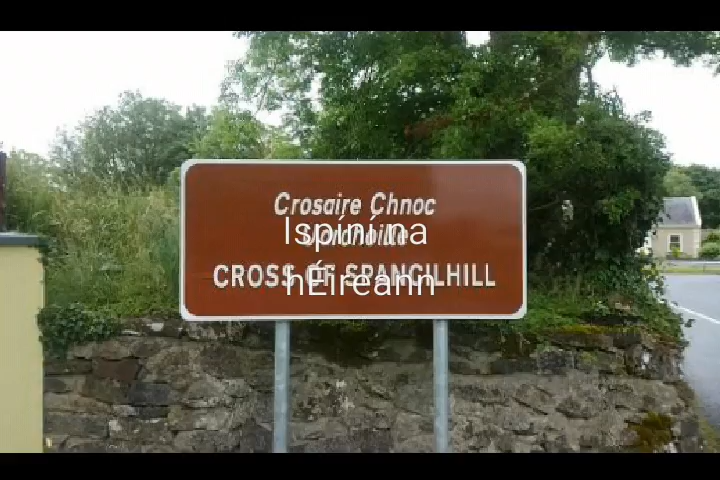 Crosaire Chnoc
Ispíní na
CROSS OF SPANCILHILL
hÉireann